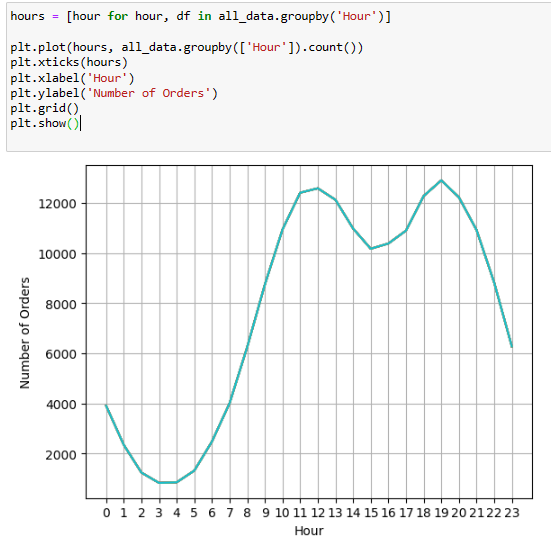 hours = [hour for hour, df in all_data.groupby('Hour')]
plt.plot(hours, all_data.groupby(['Hour']).count())
plt.xticks(hours)
plt.xlabel('Hour')
plt.ylabel('Number of Orders')
plt.grid()
plt.show()
12000
10000
8000
6000
4000
2000
Number of Orders
0 1 2 3 4 5 6 7 8 9 10 11 12 13 14 15 16 17 18 19 20 21 22 23
Hour